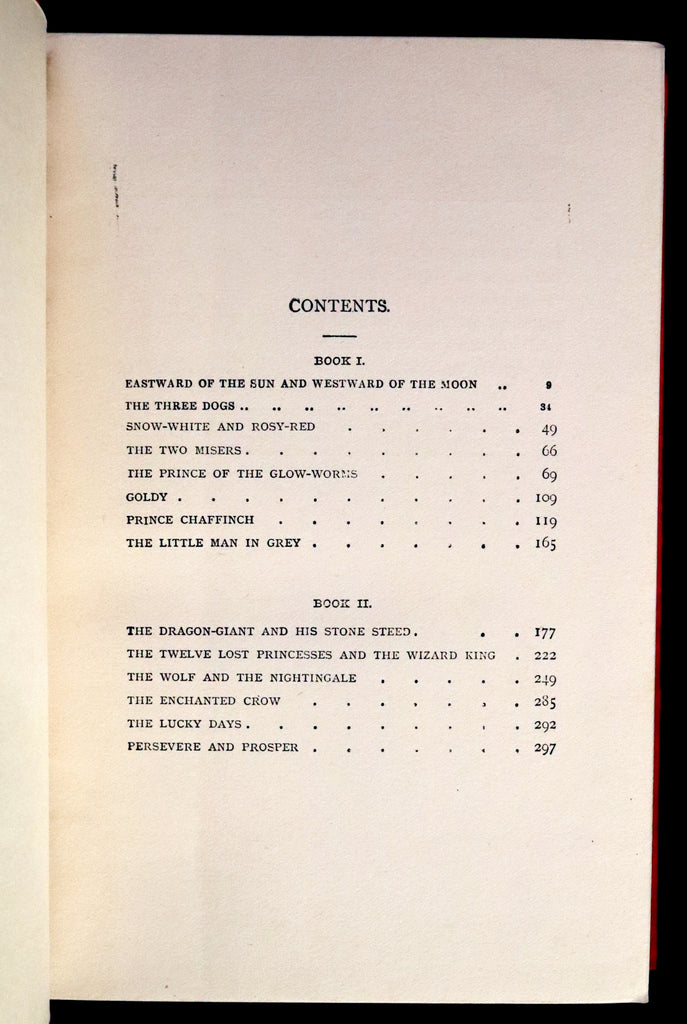 CONTENTS.
BOOK I.
EASTWARD OF THE SUN AND WESTWARD OF THE MOON .. 9
THE THREE DOGS .. .. .. .. .. .. .. .. .. 34
SNOW-WHITE AND ROSY-RED . . . . . . 49
THE TWO MISERS . . . . . . . . . 66
THE PRINCE OF THE GLOW-WORMS . . . . . 69
GOLDY . . . . . . . . . . . 109
PRINCE CHAFFINCH . . . . . . . . 119
THE LITTLE MAN IN GREY . . . . . . . 165
BOOK II.
THE DRAGON-GIANT AND HIS STONE STEED . . . 177
THE TWELVE LOST PRINCESSES AND THE WIZARD KING . 222
THE WOLF AND THE NIGHTINGALE . . . . . 249
THE ENCHANTED CROW . . . . . . . 285
THE LUCKY DAYS . . . . . . . . . 292
PERSEVERE AND PROSPER . . . . . . . 297